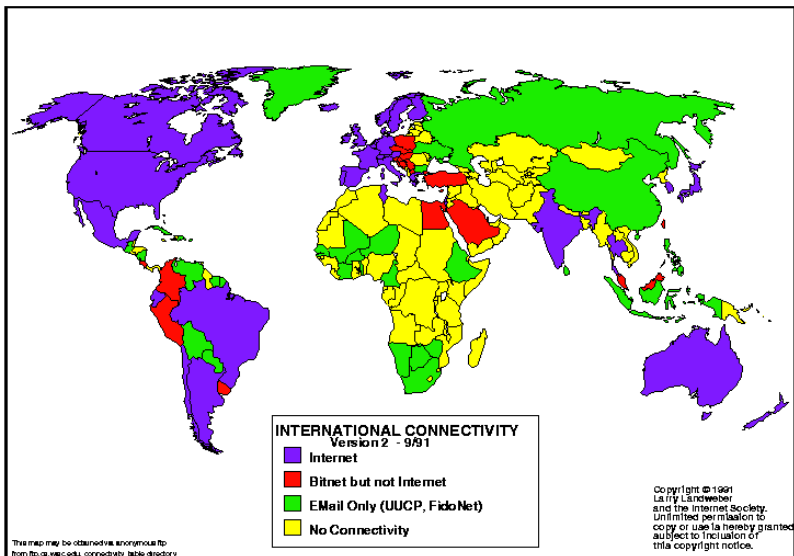 INTERNATIONAL CONNECTIVITY
Version 2 - 9/91
Internet
Bitnet but not Internet
EMail Only (UUCP, FidoNet)
No Connectivity
Copyright © 1991
Larry Landweber
and the Internet Society.
Unlimited permission to
copy or use is hereby granted
subject to inclusion of
this copyright notice.
This map may be obtained via anonymous ftp
from ftp.cs.wisc.edu, connectivity_table directory